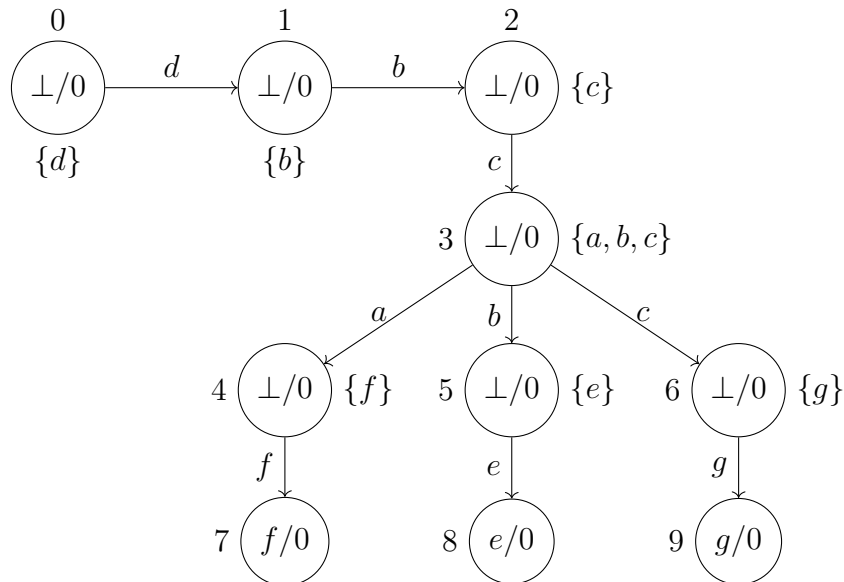 0 1 2
⊥/0 d ⊥/0 b ⊥/0 {c}
{d} {b}
c
3 ⊥/0 {a, b, c}
a b c
4 ⊥/0 {f} 5 ⊥/0 {e} 6 ⊥/0 {g}
f e g
7 f/0 8 e/0 9 g/0